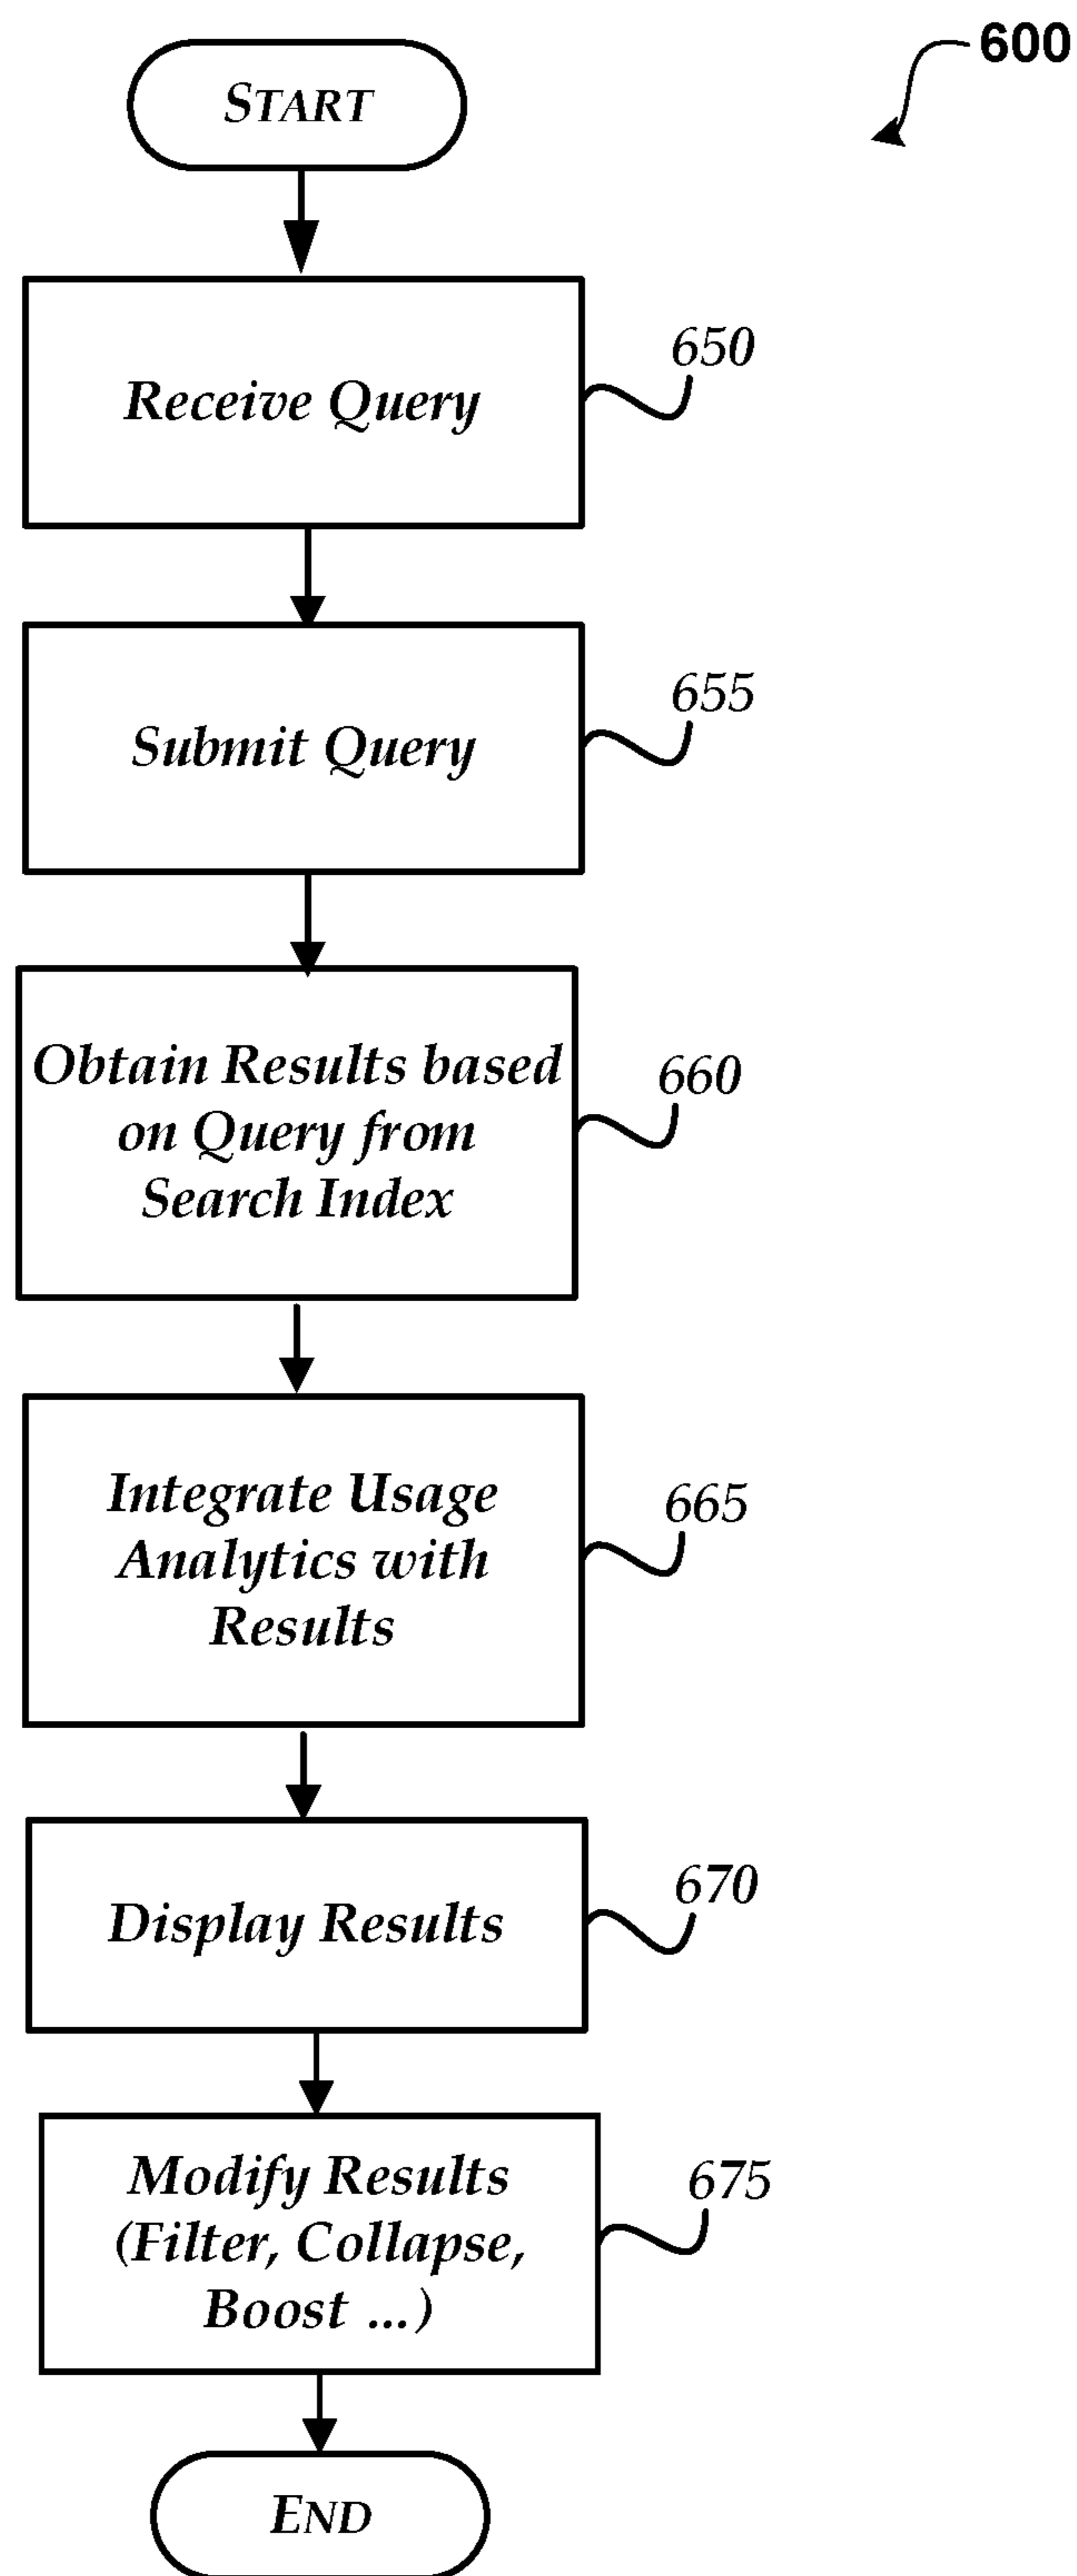 600
START
Receive Query
650
Submit Query
655
Obtain Results based
on Query from
Search Index
660
Integrate Usage
Analytics with
Results
665
Display Results
670
Modify Results
(Filter, Collapse,
Boost ...)
675
END